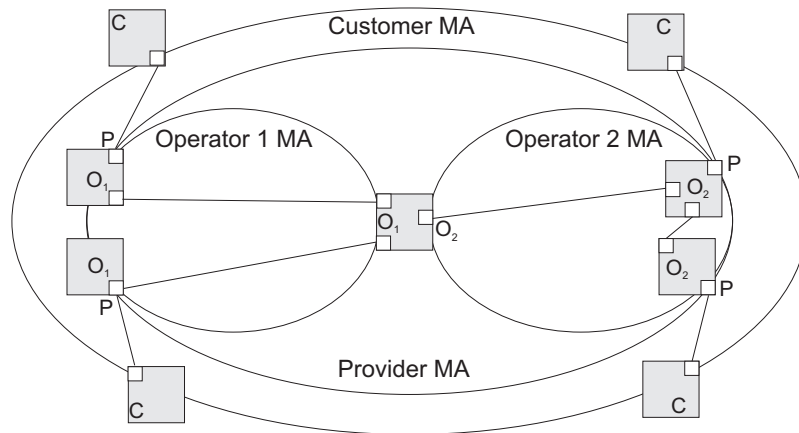 C
Customer MA
C
P
Operator 1 MA
Operator 2 MA
P
O₁
O₂
O₁
O₂
O₁
O₂
P
P
Provider MA
C
C